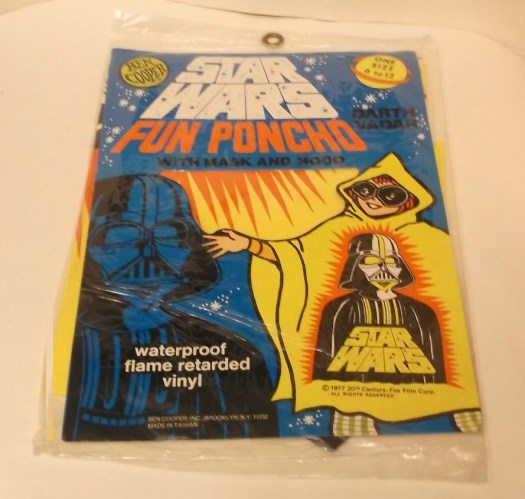 BEN
COOPER
STAR
WARS
FUN PONCHO
WITH MASK AND HOOD
ONE
SIZE
6 to 12
DARTH
VADAR
STAR
WARS
© 1977 20th Century-Fox Film Corp.
ALL RIGHTS RESERVED
waterproof
flame retarded
vinyl
BEN COOPER, INC., BROOKLYN, N.Y. 11232
MADE IN TAIWAN